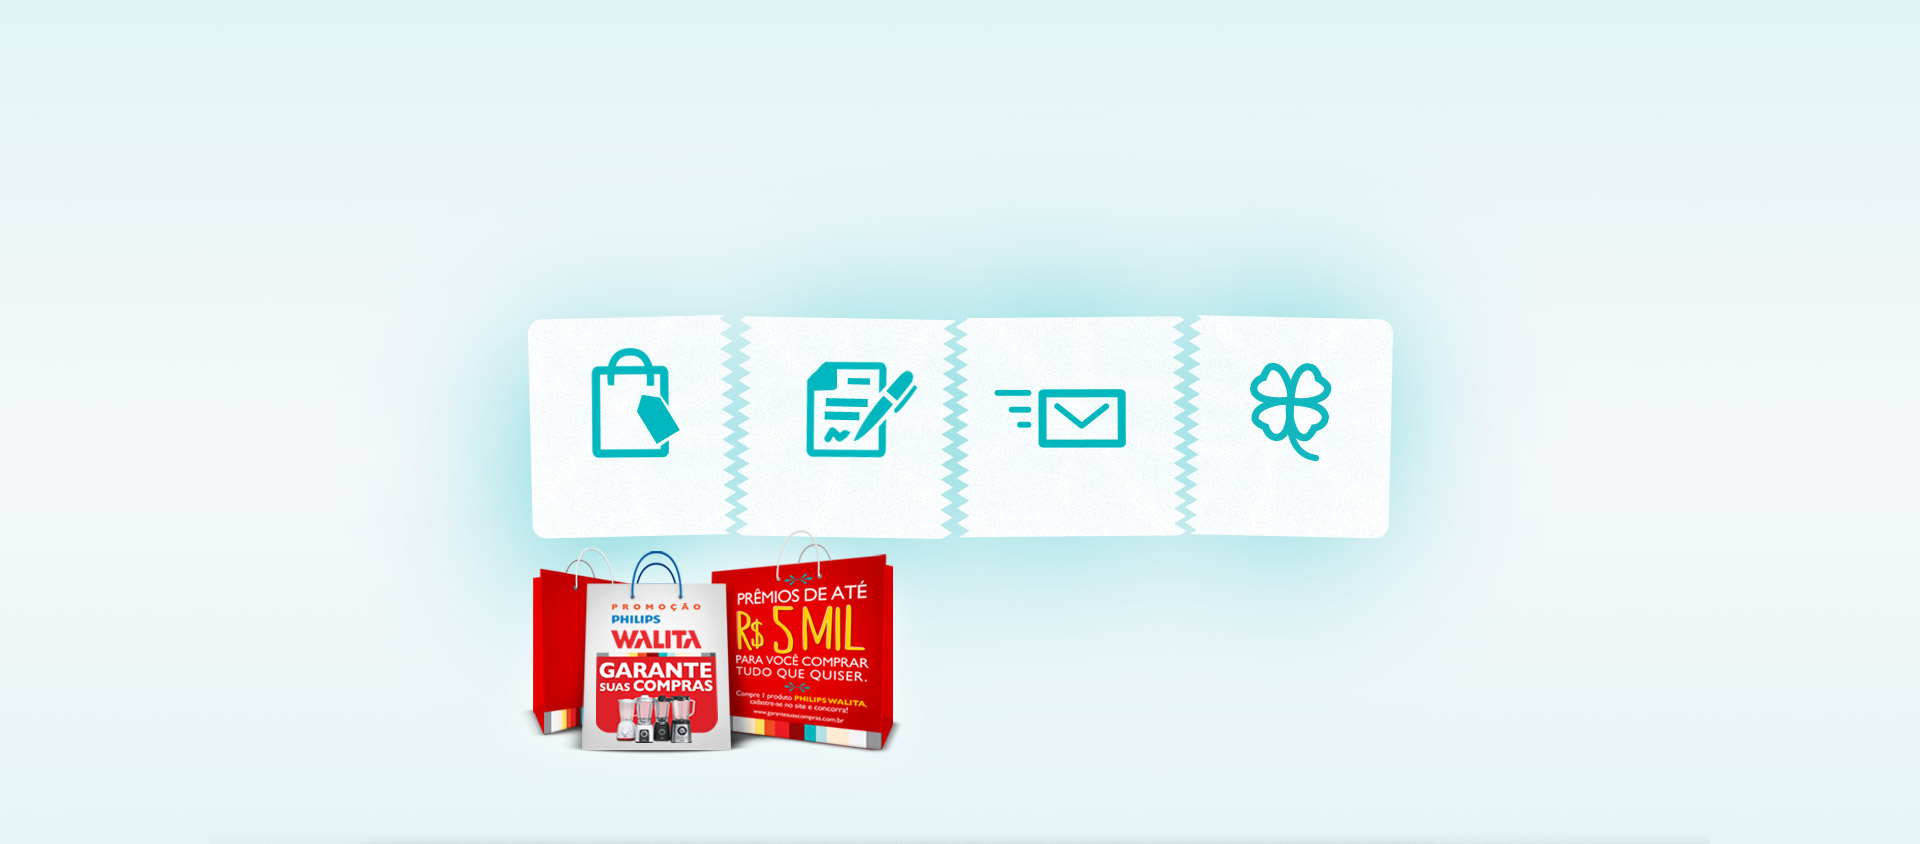 PROMOÇÃO
PHILIPS
WALITA
GARANTE
SUAS COMPRAS
PRÊMIOS DE ATÉ
R$ 5 MIL
PARA VOCÊ COMPRAR
TUDO QUE QUISER.
Compre 1 produto PHILIPS WALITA,
cadastre-se no site e concorra!
www.garantesuascompras.com.br